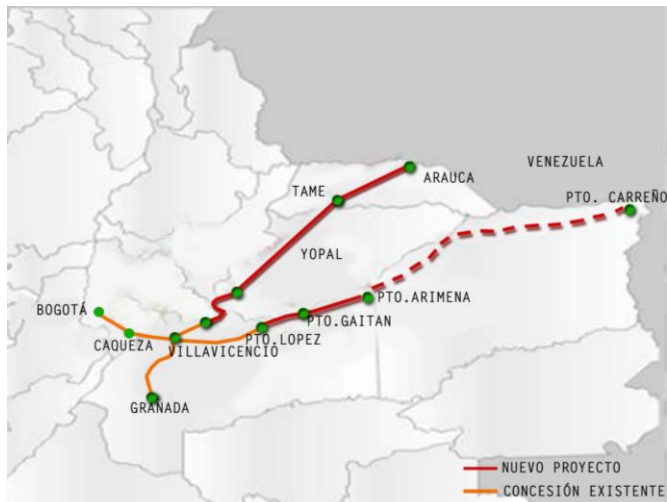 VENEZUELA
ARAUCA
TAME
PTO. CARREÑO
YOPAL
PTO.ARIMENA
BOGOTÁ
PTO.GAITAN
PTO.LOPEZ
CAQUEZA
VILLAVICENCIÓ
GRANADA
NUEVO PROYECTO
CONCESIÓN EXISTENTE